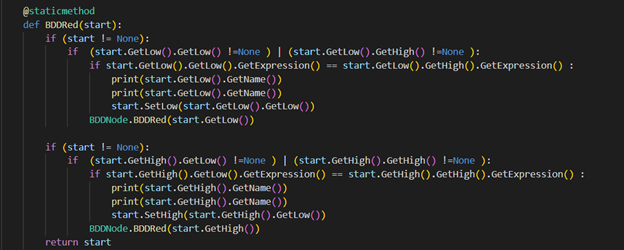 @staticmethod
def BDDRed(start):
    if (start != None):
        if  (start.GetLow().GetLow() !=None ) | (start.GetLow().GetHigh() !=None ):
            if start.GetLow().GetLow().GetExpression() == start.GetLow().GetHigh().GetExpression() :
                print(start.GetLow().GetName())
                print(start.GetLow().GetName())
                start.SetLow(start.GetLow().GetLow())
            BDDNode.BDDRed(start.GetLow())

    if (start != None):
        if  (start.GetHigh().GetLow() !=None ) | (start.GetHigh().GetHigh() !=None ):
            if start.GetHigh().GetLow().GetExpression() == start.GetHigh().GetHigh().GetExpression() :
                print(start.GetHigh().GetName())
                print(start.GetHigh().GetName())
                start.SetHigh(start.GetHigh().GetLow())
            BDDNode.BDDRed(start.GetHigh())
    return start